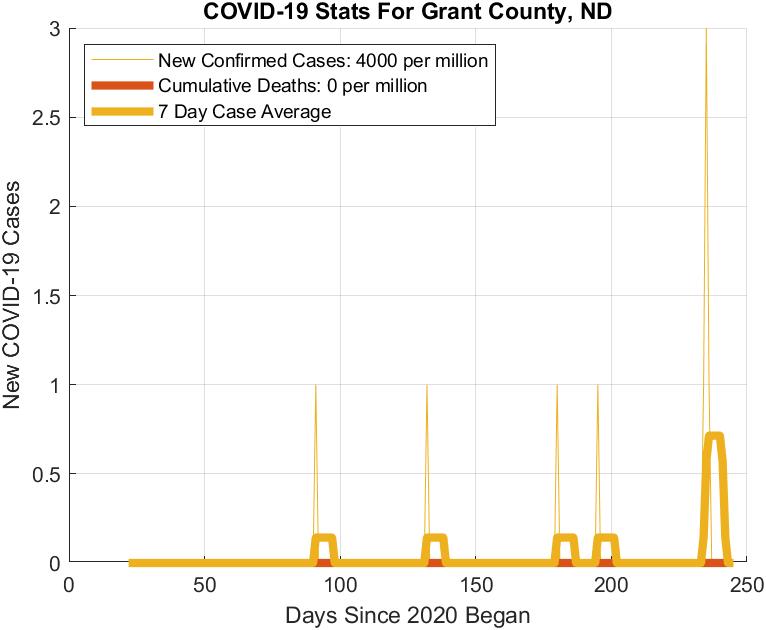 COVID-19 Stats For Grant County, ND
New Confirmed Cases: 4000 per million
Cumulative Deaths: 0 per million
7 Day Case Average
New COVID-19 Cases
3
2.5
2
1.5
1
0.5
0
0 50 100 150 200 250
Days Since 2020 Began